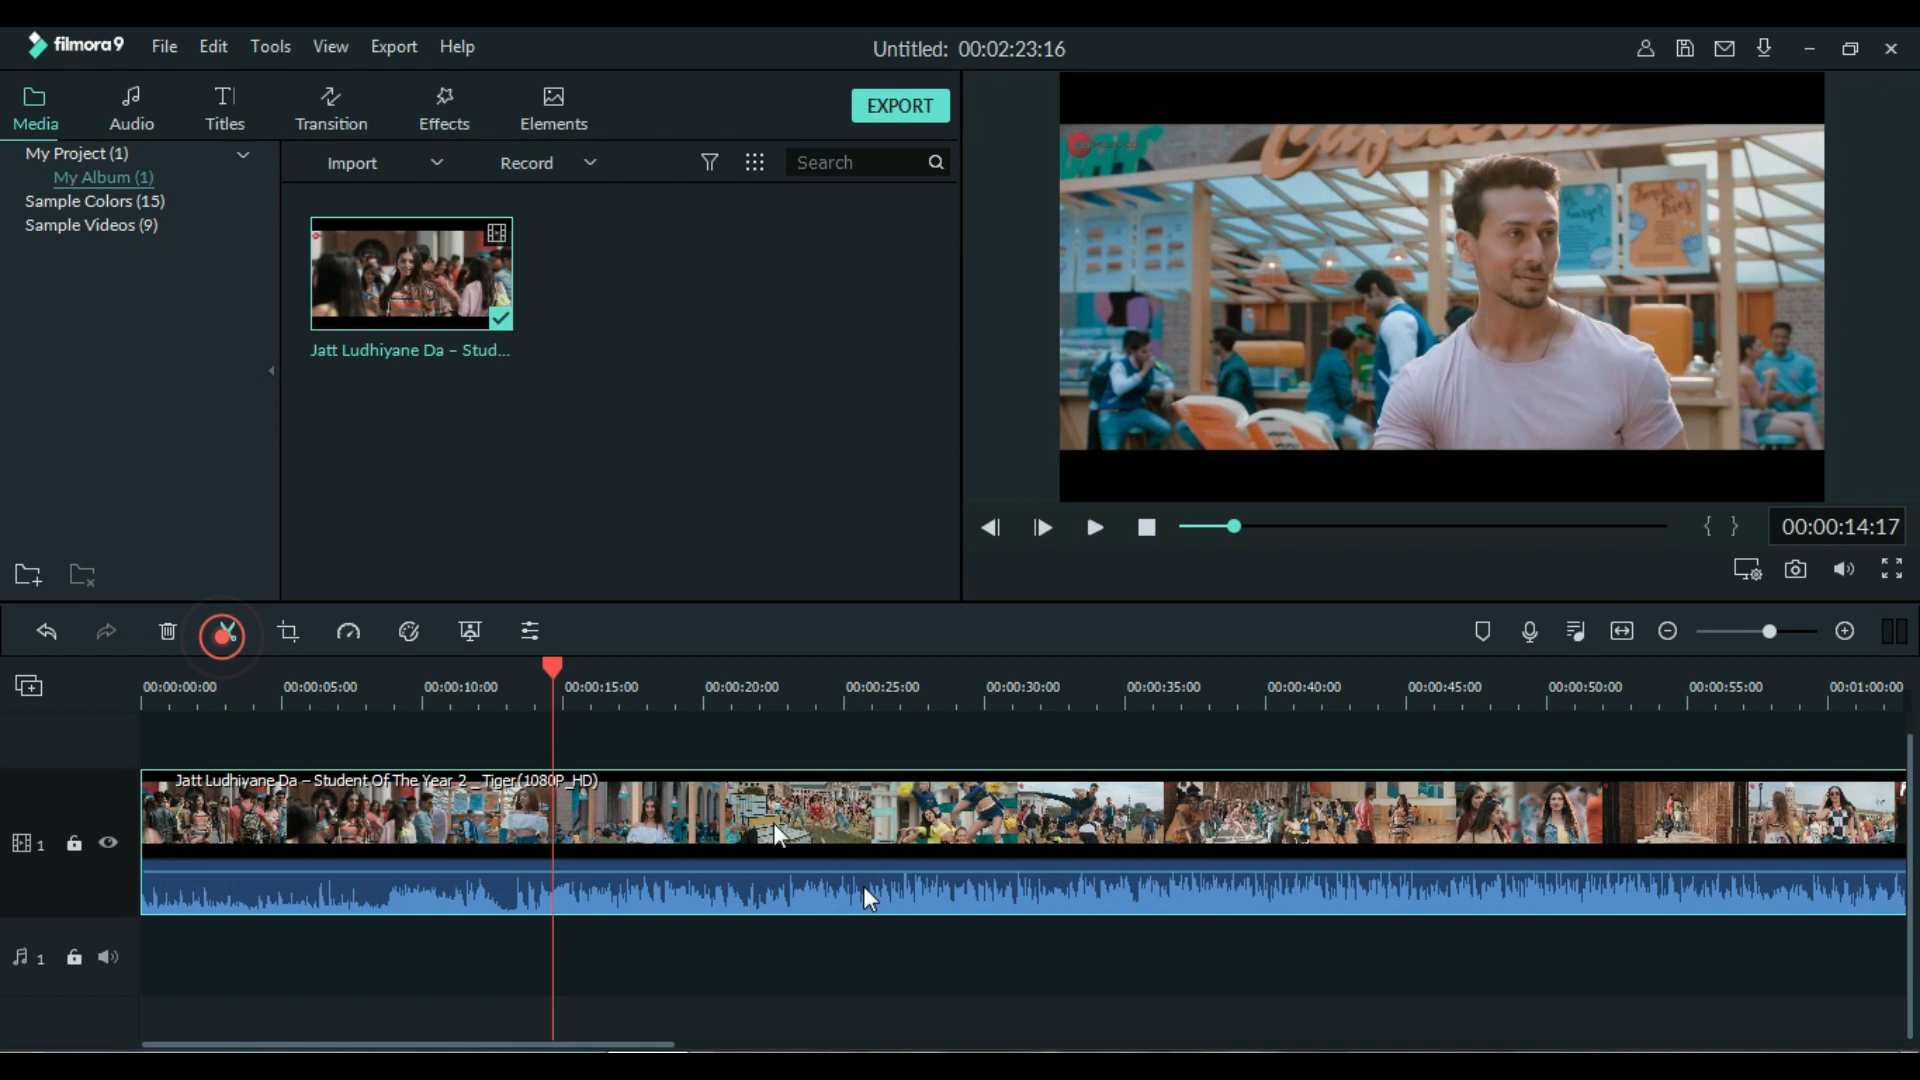 filmora9
File Edit Tools View Export Help
Untitled: 00:02:23:16
Media
Audio
Titles
Transition
Effects
Elements
EXPORT
My Project (1)
My Album (1)
Sample Colors (15)
Sample Videos (9)
Import
Record
Search
Jatt Ludhiyane Da - Stud...
{ } 00:00:14:17
00:00:00:00 00:00:05:00 00:00:10:00 00:00:15:00 00:00:20:00 00:00:25:00 00:00:30:00 00:00:35:00 00:00:40:00 00:00:45:00 00:00:50:00 00:00:55:00 00:01:00:00
Jatt Ludhiyane Da – Student Of The Year 2 _ Tiger(1080P_HD)
1
1